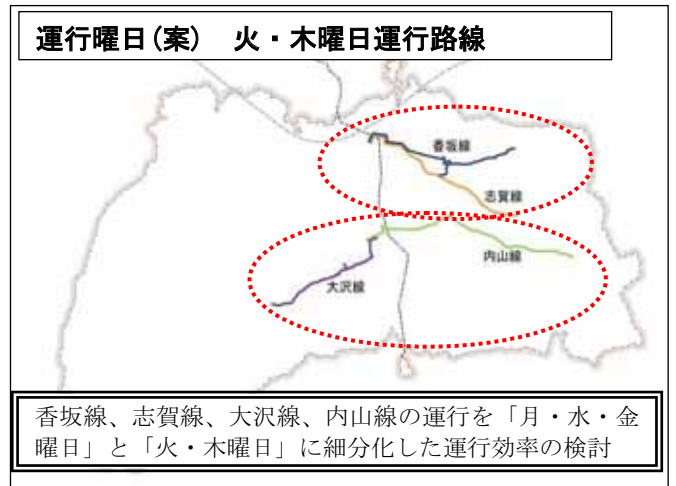 運行曜日(案)　火・木曜日運行路線
香坂線
志賀線
内山線
大沢線
香坂線、志賀線、大沢線、内山線の運行を「月・水・金
曜日」と「火・木曜日」に細分化した運行効率の検討